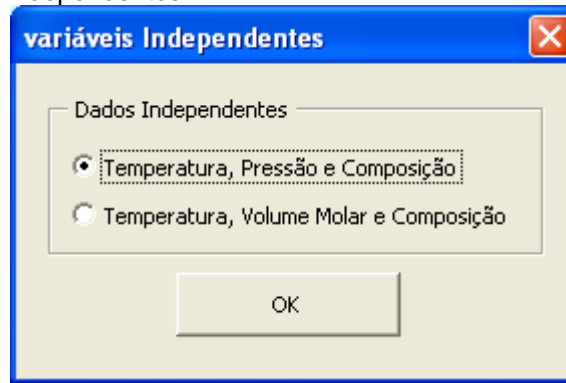 variáveis Independentes
Dados Independentes
Temperatura, Pressão e Composição
Temperatura, Volume Molar e Composição
OK